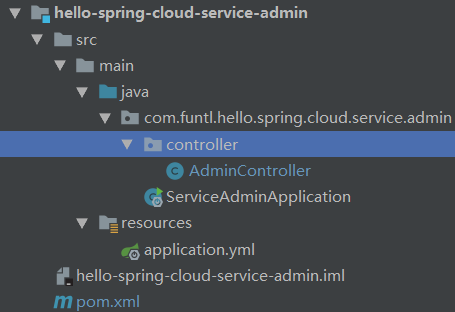 hello-spring-cloud-service-admin
src
main
java
com.funtl.hello.spring.cloud.service.admin
controller
AdminController
ServiceAdminApplication
resources
application.yml
hello-spring-cloud-service-admin.iml
pom.xml